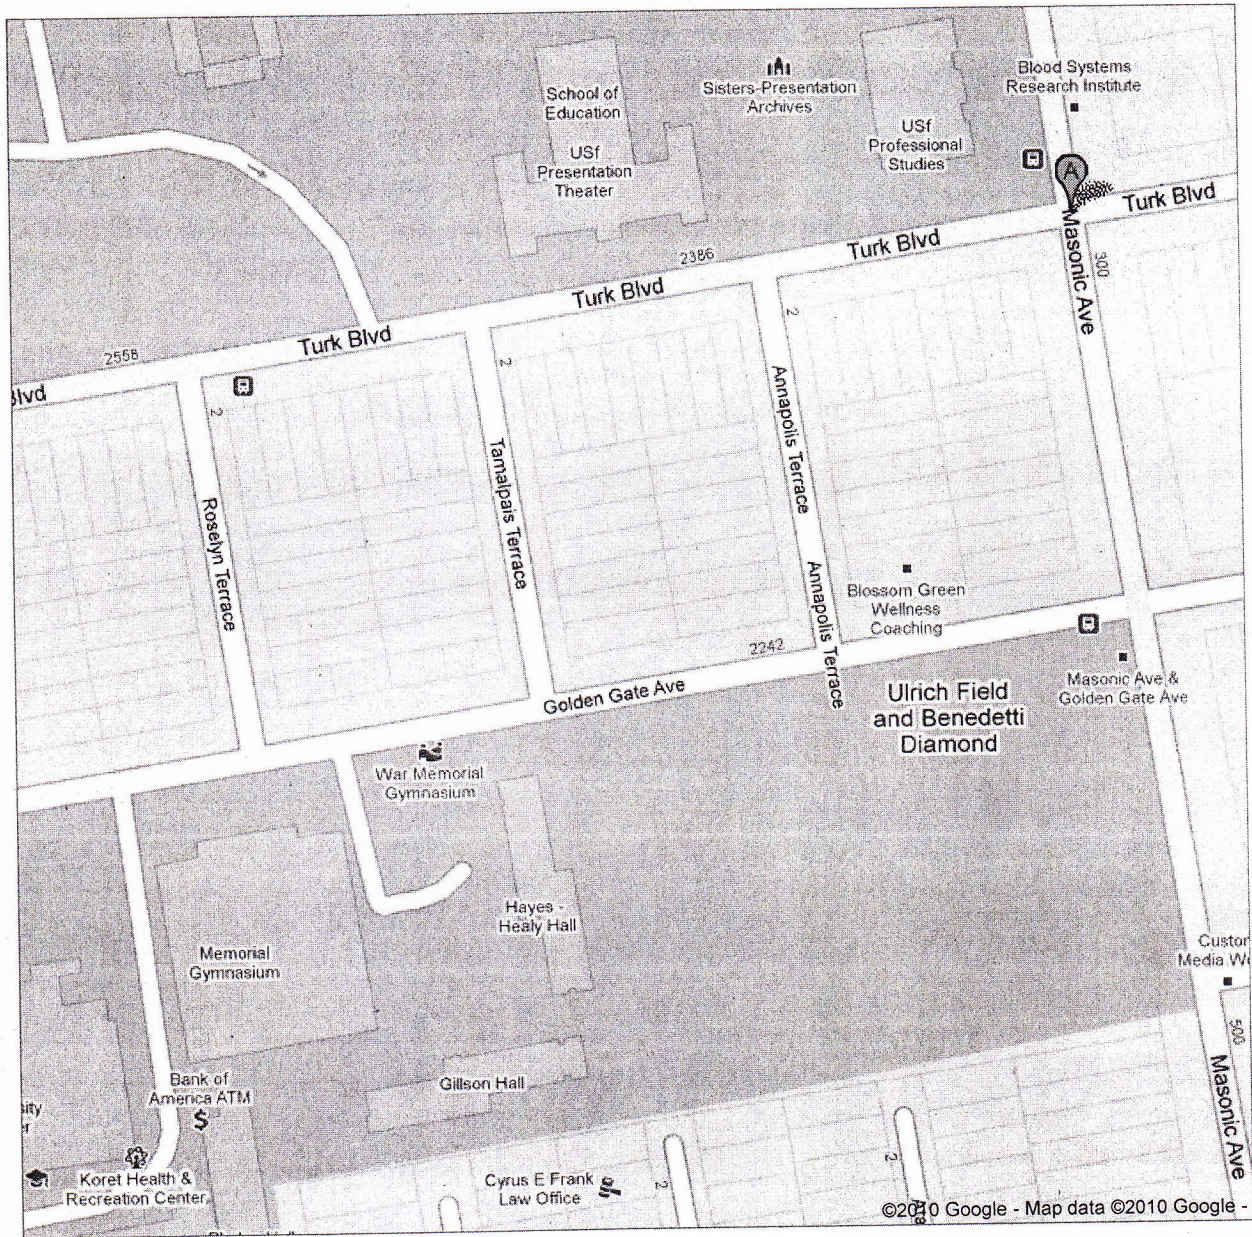 Blood Systems
Research Institute
Sisters-Presentation
Archives
School of
Education
USf
Presentation
Theater
USf
Professional
Studies
A
Turk Blvd
Turk Blvd
Masonic Ave
300
2386
Turk Blvd
Turk Blvd
2558
Blvd
2
2
2
Annapolis Terrace
Tamalpais Terrace
Roselyn Terrace
Annapolis Terrace
Blossom Green
Wellness
Coaching
2242
Golden Gate Ave
Masonic Ave &
Golden Gate Ave
Ulrich Field
and Benedetti
Diamond
War Memorial
Gymnasium
Hayes -
Healy Hall
Memorial
Gymnasium
Custor
Media
500
Masonic Ave
Gillson Hall
Bank of
America ATM
$
Koret Health &
Recreation Center
Cyrus E Frank
Law Office
2
2
©2010 Google - Map data ©2010 Google -